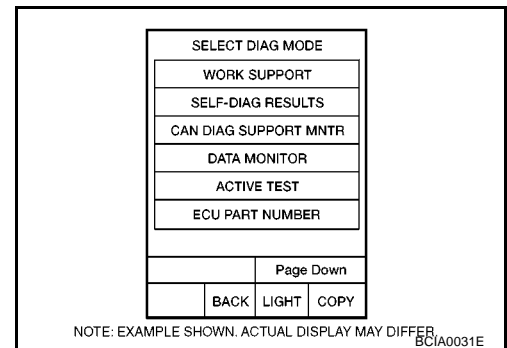 SELECT DIAG MODE
WORK SUPPORT
SELF-DIAG RESULTS
CAN DIAG SUPPORT MNTR
DATA MONITOR
ACTIVE TEST
ECU PART NUMBER
Page Down
BACK LIGHT COPY
NOTE: EXAMPLE SHOWN. ACTUAL DISPLAY MAY DIFFER.
BCIA0031E